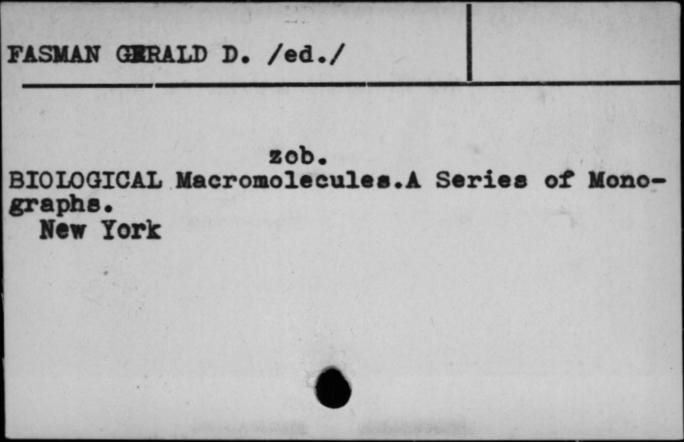 FASMAN GERALD D. /ed./
zob.
BIOLOGICAL Macromolecules.A Series of Mono-
graphs.
New York